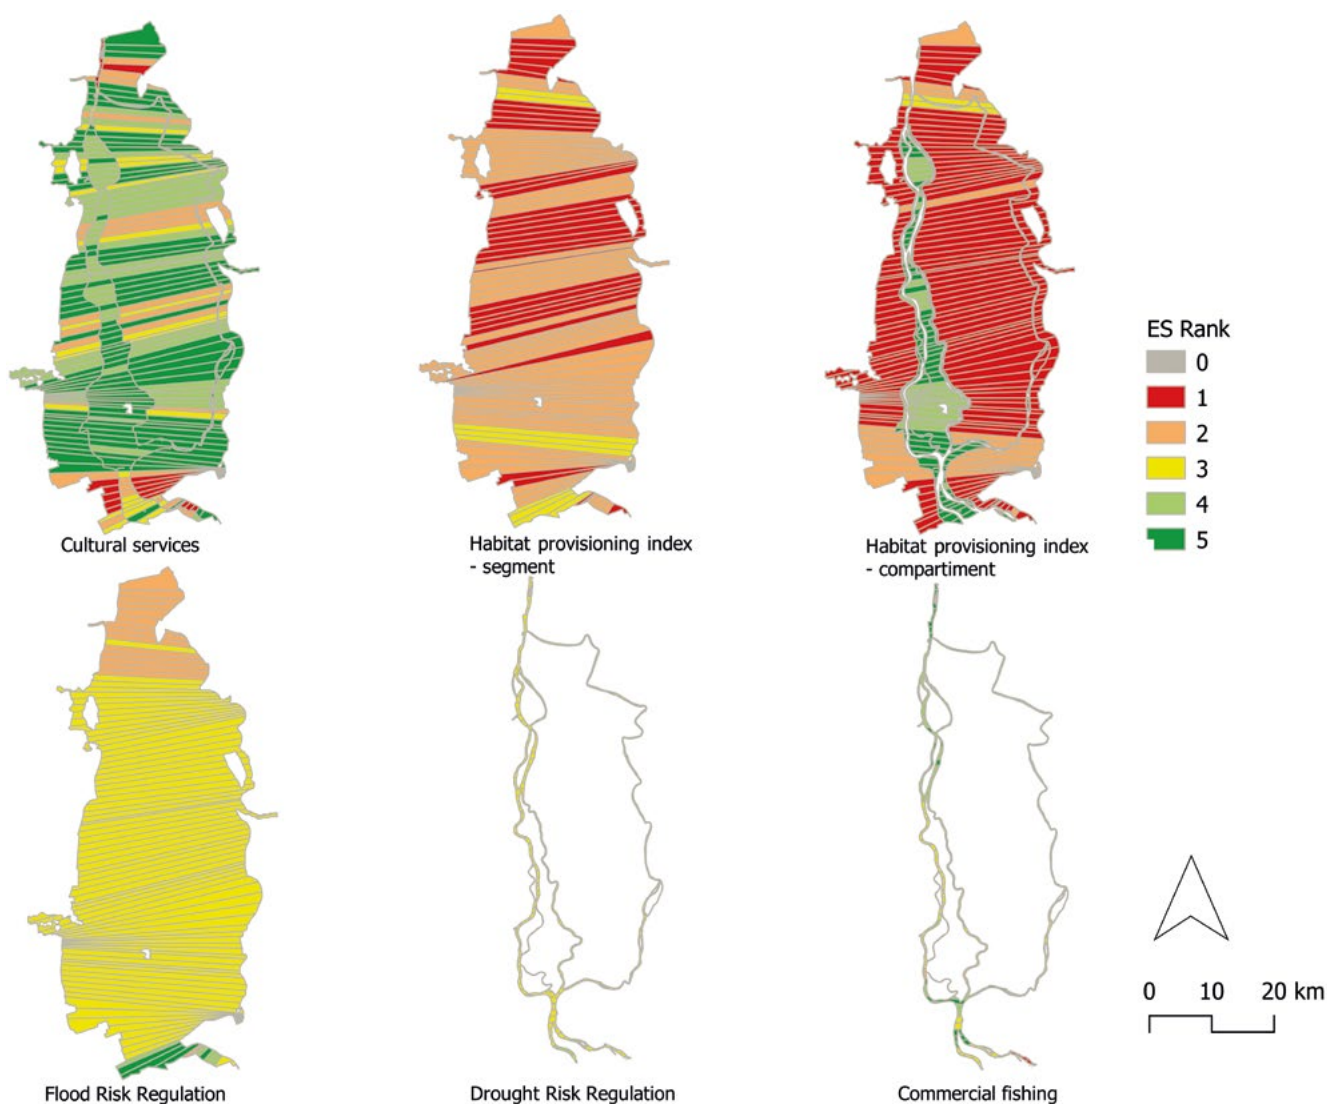 ES Rank
0
1
2
3
4
5
Cultural services
Habitat provisioning index
- segment
Habitat provisioning index
- compartiment
Flood Risk Regulation
Drought Risk Regulation
Commercial fishing
0 10 20 km